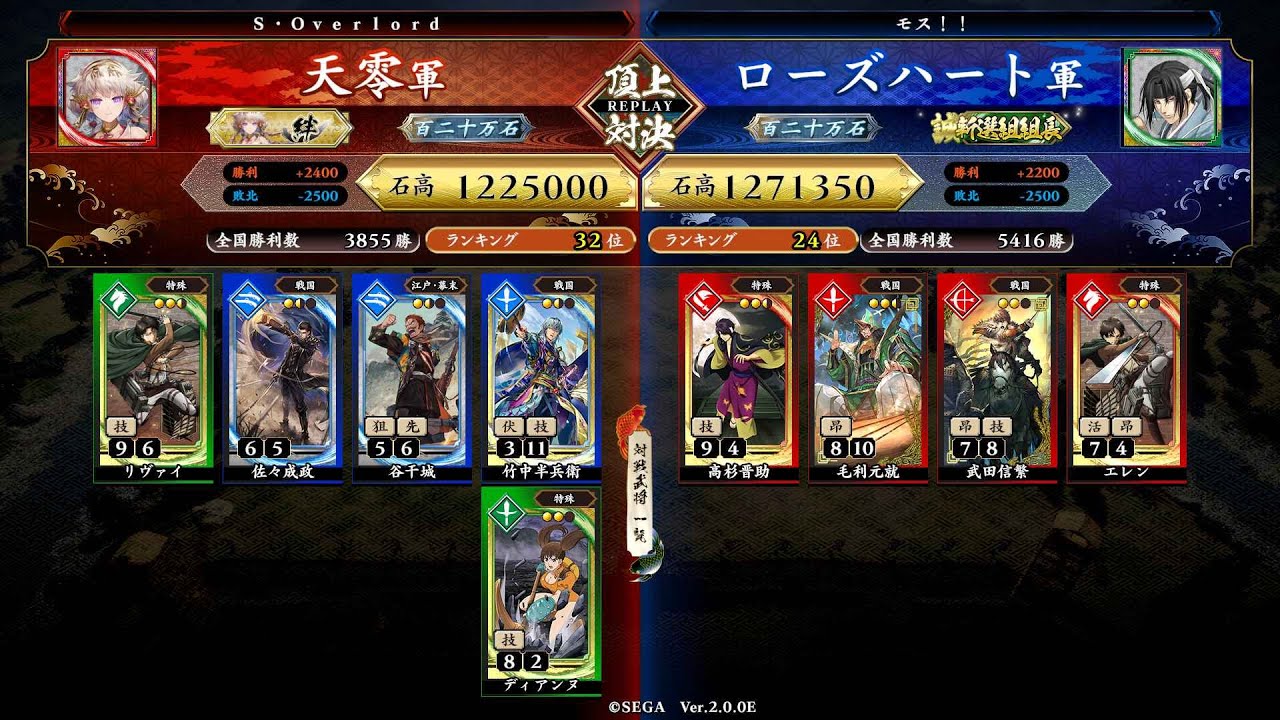 S・Overlord
モス！！
天零軍
頂上
REPLAY
対決
ローズハート軍
絆
百二十万石
百二十万石
誠新選組組長
勝利 +2400
敗北 -2500
石高 1225000
石高 1271350
勝利 +2200
敗北 -2500
全国勝利数 3855勝
ランキング 32位
ランキング 24位
全国勝利数 5416勝
特殊
戦国
江戸・幕末
戦国
特殊
戦国
戦国
特殊
技
9 6
リヴァイ
6 5
佐々成政
狙 先
5 6
谷干城
伏 技
3 11
竹中半兵衛
技
9 4
高杉晋助
昂
8 10
毛利元就
昂 技
7 8
武田信繁
活 昂
7 4
エレン
対戦武将一覧
特殊
技
8 2
ディアンヌ
©SEGA Ver.2.0.0E